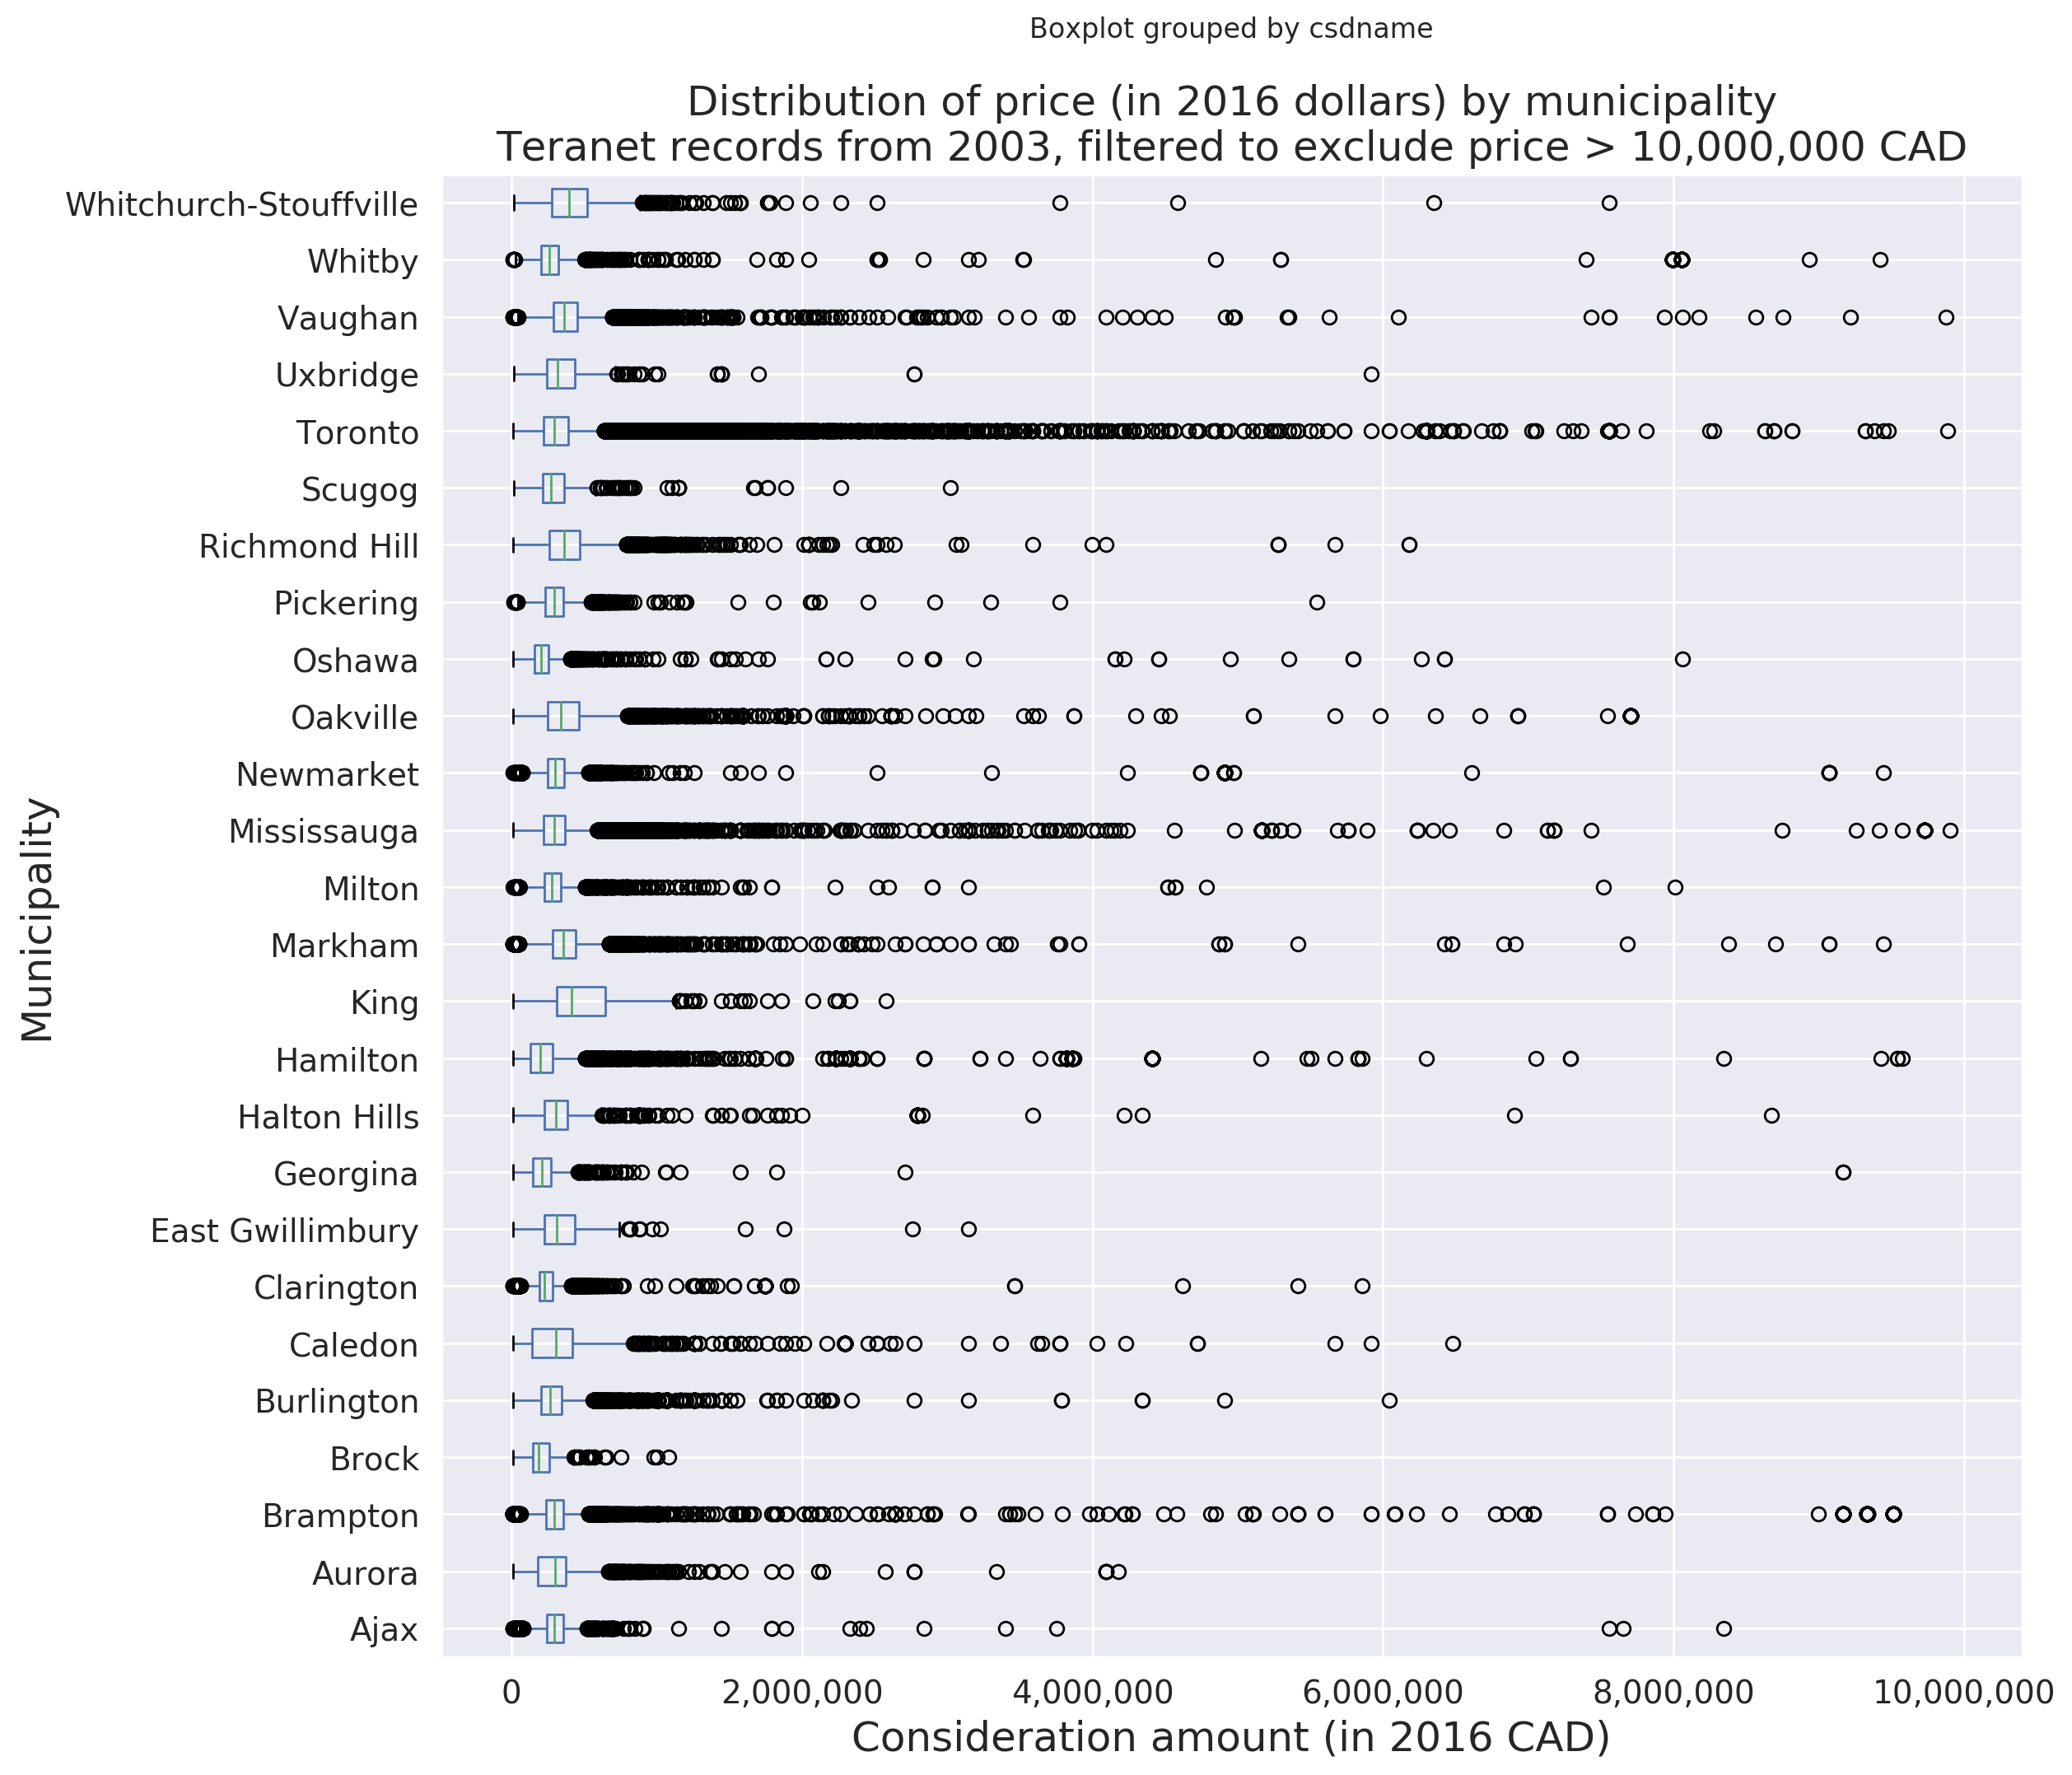 Boxplot grouped by csdname
Distribution of price (in 2016 dollars) by municipality
Teranet records from 2003, filtered to exclude price > 10,000,000 CAD
Whitchurch-Stouffville
Whitby
Vaughan
Uxbridge
Toronto
Scugog
Richmond Hill
Pickering
Oshawa
Oakville
Newmarket
Mississauga
Milton
Markham
King
Hamilton
Halton Hills
Georgina
East Gwillimbury
Clarington
Caledon
Burlington
Brock
Brampton
Aurora
Ajax
Municipality
0 2,000,000 4,000,000 6,000,000 8,000,000 10,000,000
Consideration amount (in 2016 CAD)